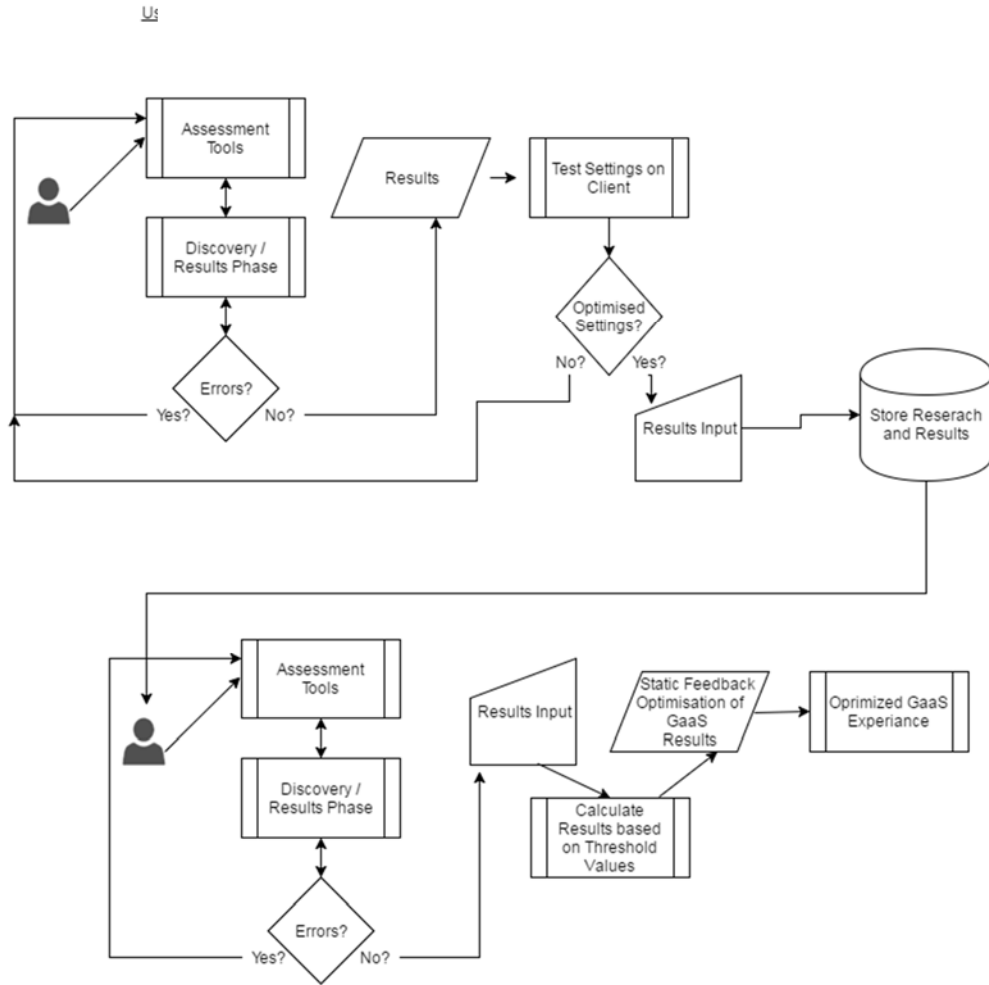 Assessment
Tools
Results
Test Settings on
Client
Discovery /
Results Phase
Optimised
Settings?
Errors?
No?
Yes?
Yes?
No?
Results Input
Store Reserach
and Results
Assessment
Tools
Static Feedback
Optimisation of
GaaS
Results
Results Input
Oprimized GaaS
Experiance
Discovery /
Results Phase
Calculate
Results based
on Threshold
Values
Errors?
Yes?
No?